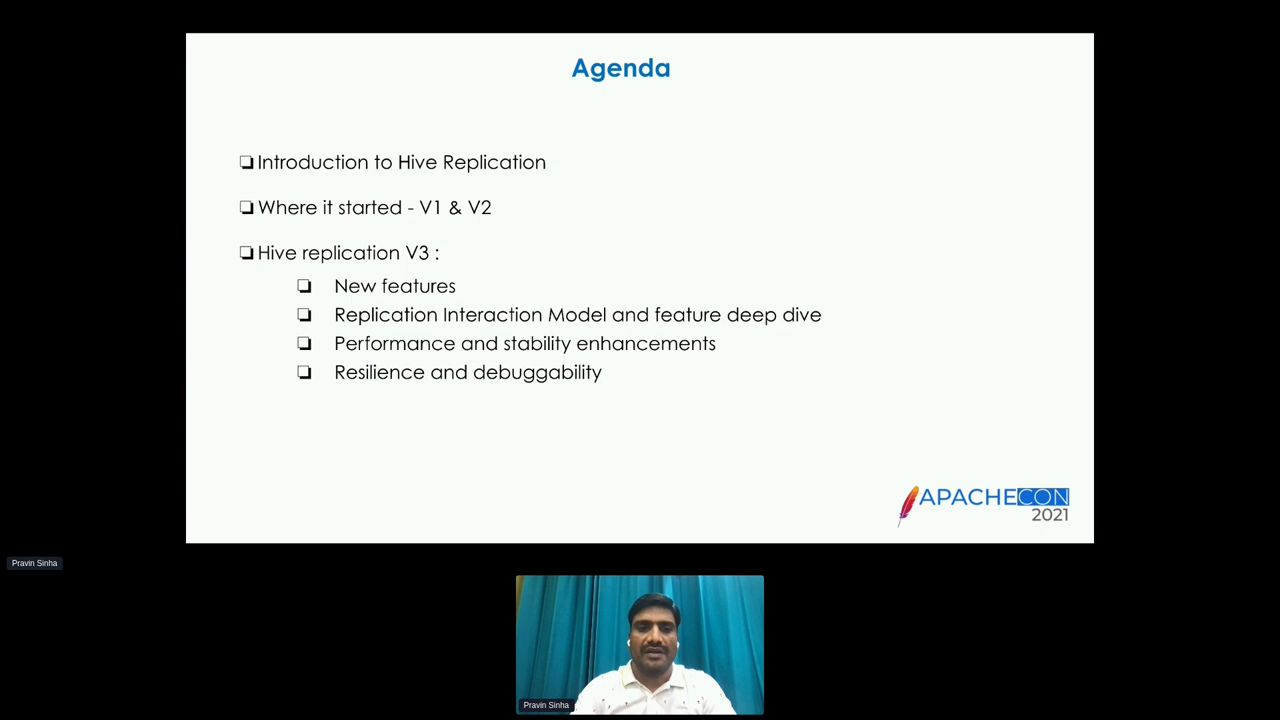 Agenda
❏ Introduction to Hive Replication
❏ Where it started - V1 & V2
❏ Hive replication V3 :
❏ New features
❏ Replication Interaction Model and feature deep dive
❏ Performance and stability enhancements
❏ Resilience and debuggability
APACHECON
2021
Pravin Sinha
Pravin Sinha